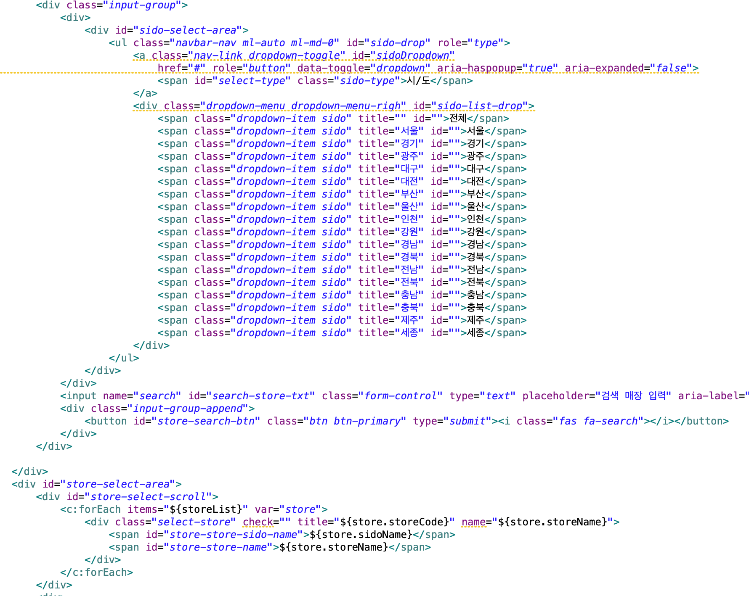 <div class="input-group">
<div>
<div id="sido-select-area">
<ul class="navbar-nav ml-auto ml-md-0" id="sido-drop" role="type">
<a class="nav-link dropdown-toggle" id="sidoDropdown"
href="#" role="button" data-toggle="dropdown" aria-haspopup="true" aria-expanded="false">
<span id="select-type" class="sido-type">시/도</span>
</a>
<div class="dropdown-menu dropdown-menu-righ" id="sido-list-drop">
<span class="dropdown-item sido" title="" id="">전체</span>
<span class="dropdown-item sido" title="서울" id="">서울</span>
<span class="dropdown-item sido" title="경기" id="">경기</span>
<span class="dropdown-item sido" title="광주" id="">광주</span>
<span class="dropdown-item sido" title="대구" id="">대구</span>
<span class="dropdown-item sido" title="대전" id="">대전</span>
<span class="dropdown-item sido" title="부산" id="">부산</span>
<span class="dropdown-item sido" title="울산" id="">울산</span>
<span class="dropdown-item sido" title="인천" id="">인천</span>
<span class="dropdown-item sido" title="강원" id="">강원</span>
<span class="dropdown-item sido" title="경남" id="">경남</span>
<span class="dropdown-item sido" title="경북" id="">경북</span>
<span class="dropdown-item sido" title="전남" id="">전남</span>
<span class="dropdown-item sido" title="전북" id="">전북</span>
<span class="dropdown-item sido" title="충남" id="">충남</span>
<span class="dropdown-item sido" title="충북" id="">충북</span>
<span class="dropdown-item sido" title="제주" id="">제주</span>
<span class="dropdown-item sido" title="세종" id="">세종</span>
</div>
</ul>
</div>
</div>
<input name="search" id="search-store-txt" class="form-control" type="text" placeholder="검색 매장 입력" aria-label="
<div class="input-group-append">
<button id="store-search-btn" class="btn btn-primary" type="submit"><i class="fas fa-search"></i></button>
</div>
</div>
</div>
<div id="store-select-area">
<div id="store-select-scroll">
<c:forEach items="${storeList}" var="store">
<div class="select-store" check="" title="${store.storeCode}" name="${store.storeName}">
<span id="store-store-sido-name">${store.sidoName}</span>
<span id="store-store-name">${store.storeName}</span>
</div>
</c:forEach>
</div>